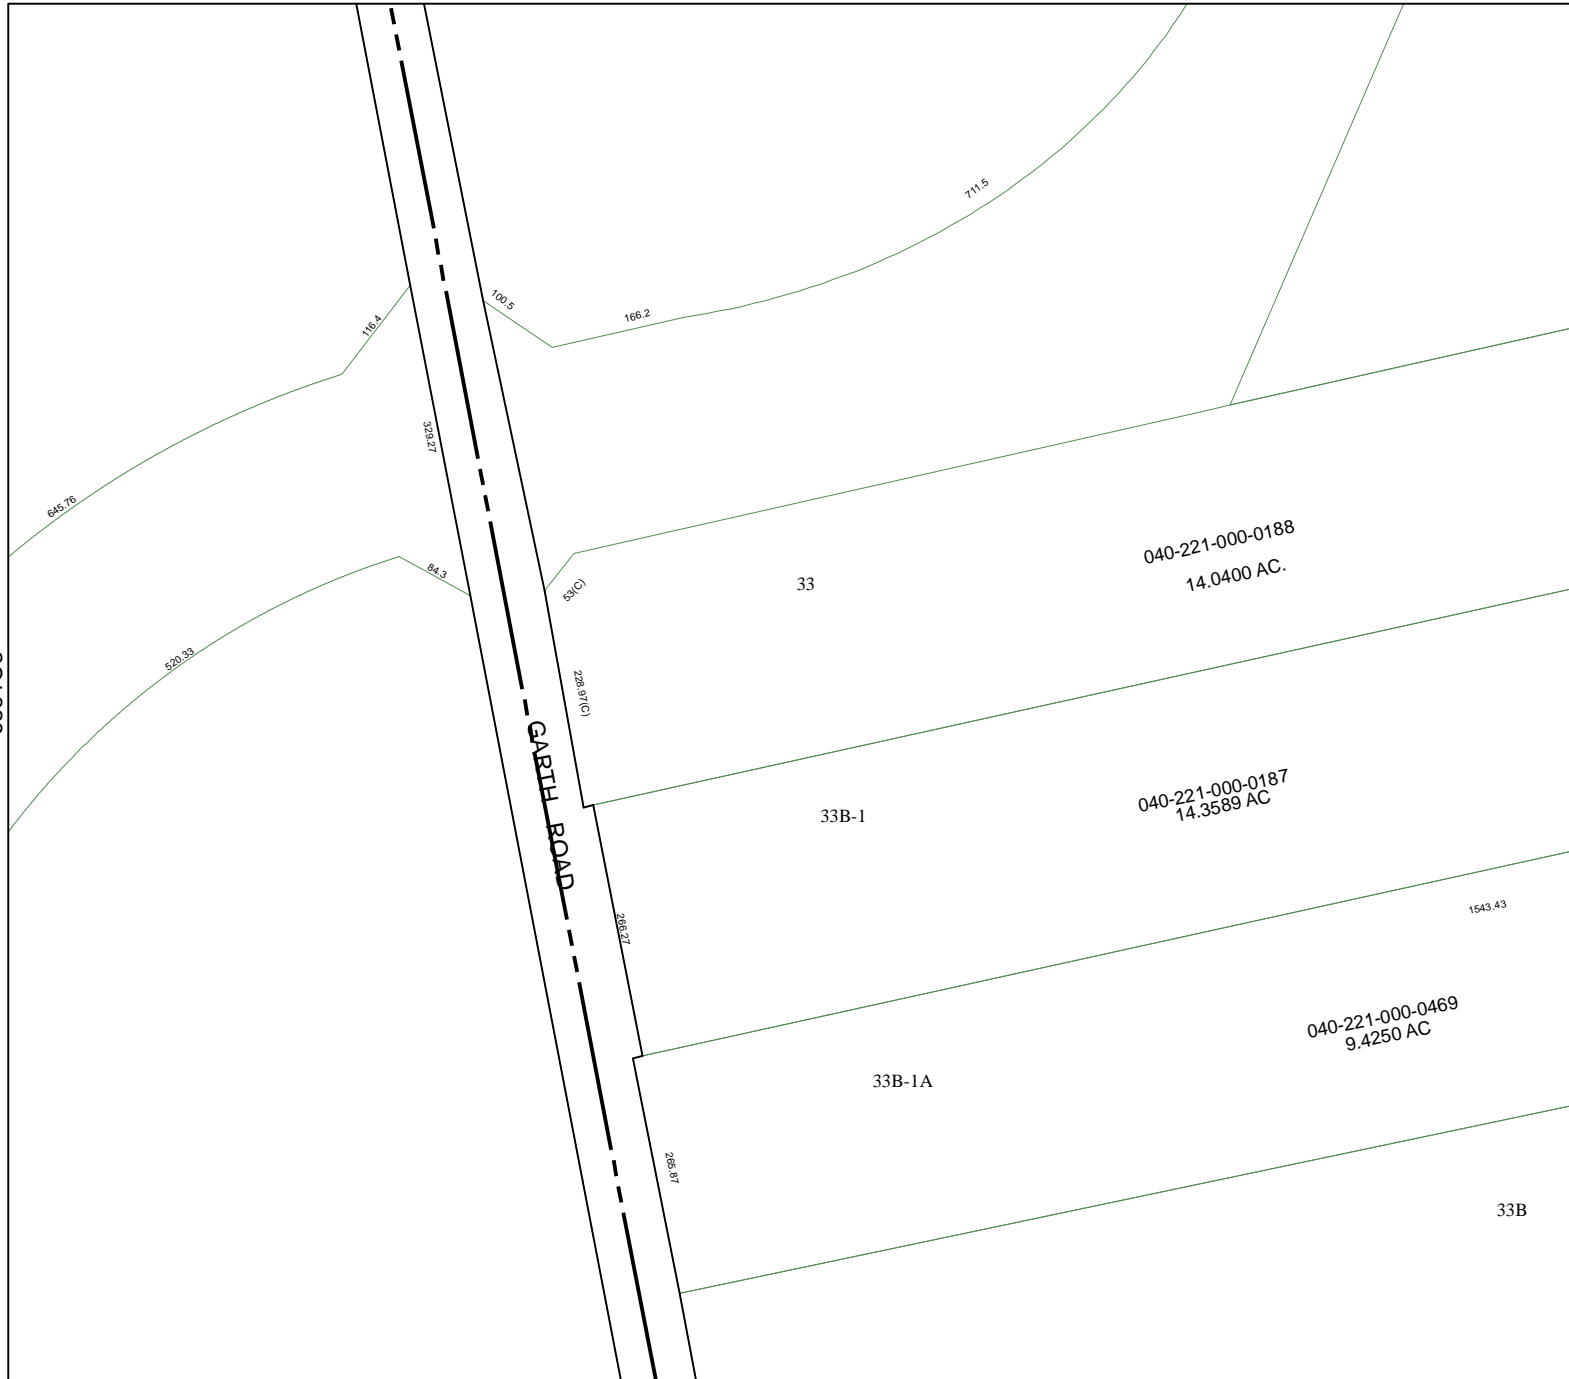 711.5
100.5
166.2
116.4
329.27
645.76
040-221-000-0188
14.0400 AC.
84.3
53(C)
33
520.33
228.97(C)
GARTH ROAD
040-221-000-0187
14.3589 AC
33B-1
266.27
1543.43
040-221-000-0469
9.4250 AC
33B-1A
265.87
33B